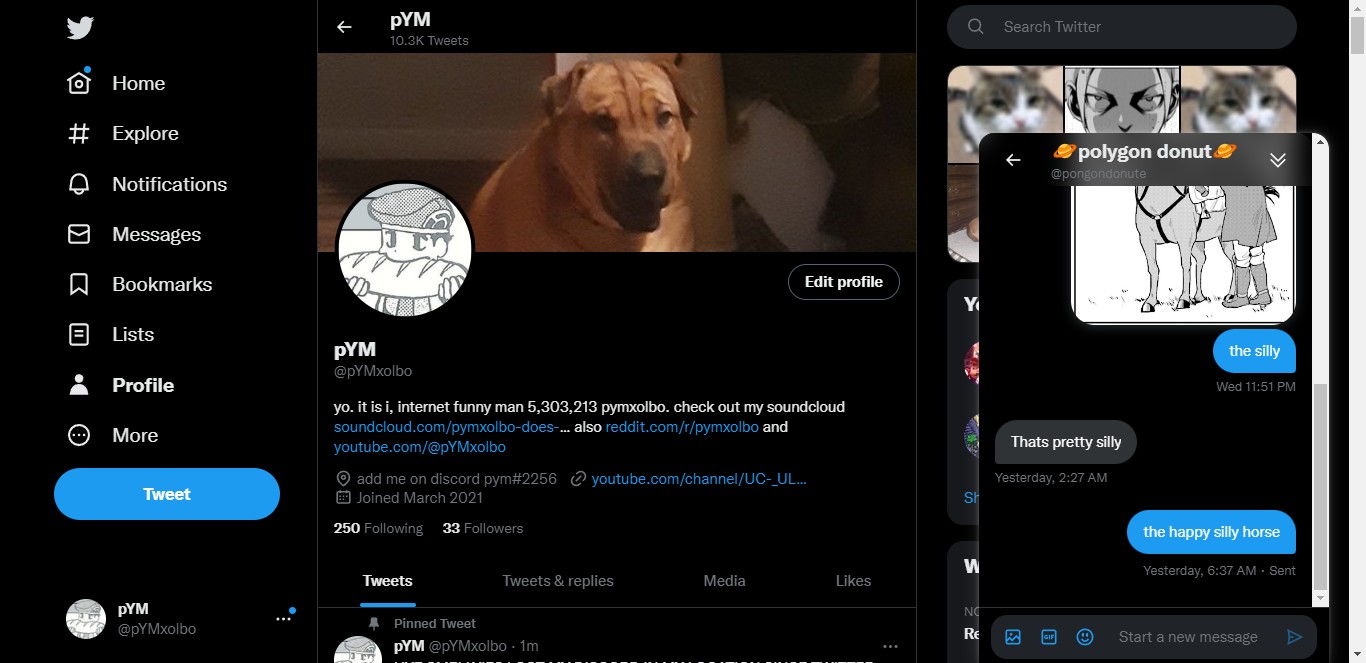 Home
Explore
Notifications
Messages
Bookmarks
Lists
Profile
More
Tweet
pYM
@pYMxolbo
pYM
10.3K Tweets
Edit profile
pYM
@pYMxolbo
yo. it is i, internet funny man 5,303,213 pymxolbo. check out my soundcloud
soundcloud.com/pymxolbo-does-... also reddit.com/r/pymxolbo and
youtube.com/@pYMxolbo
add me on discord pym#2256 youtube.com/channel/UC-_UL...
Joined March 2021
250 Following 33 Followers
Tweets Tweets & replies Media Likes
Pinned Tweet
pYM @pYMxolbo · 1m
Search Twitter
polygon donut
@pongondonute
the silly
Wed 11:51 PM
Thats pretty silly
Yesterday, 2:27 AM
the happy silly horse
Yesterday, 6:37 AM · Sent
GIF
Start a new message